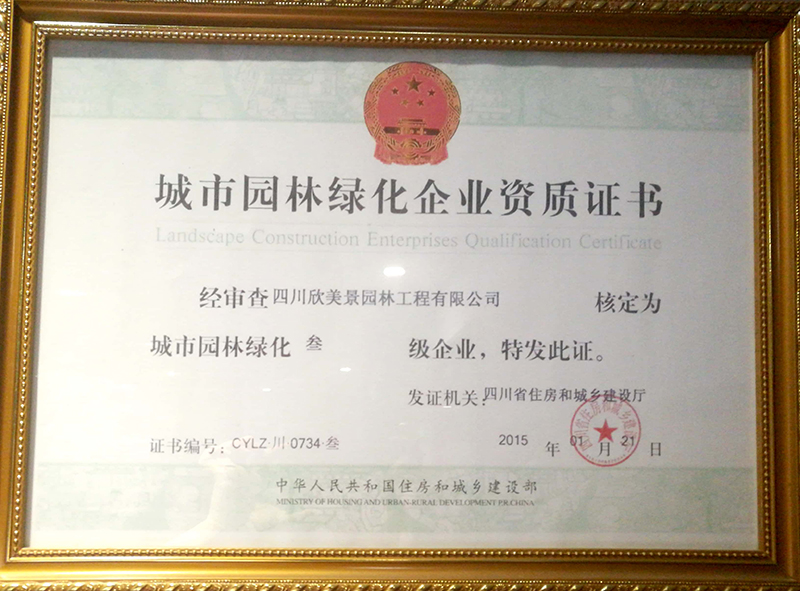 城市园林绿化企业资质证书
Landscape Construction Enterprises Qualification Certificate
经审查四川欣美景园林工程有限公司 核定为
城市园林绿化 叁 级企业，特发此证。
发证机关：四川省住房和城乡建设厅
证书编号：CYLZ·川·0734·叁 2015 年 01 月 21 日
中华人民共和国住房和城乡建设部
MINISTRY OF HOUSING AND URBAN-RURAL DEVELOPMENT P.R.CHINA